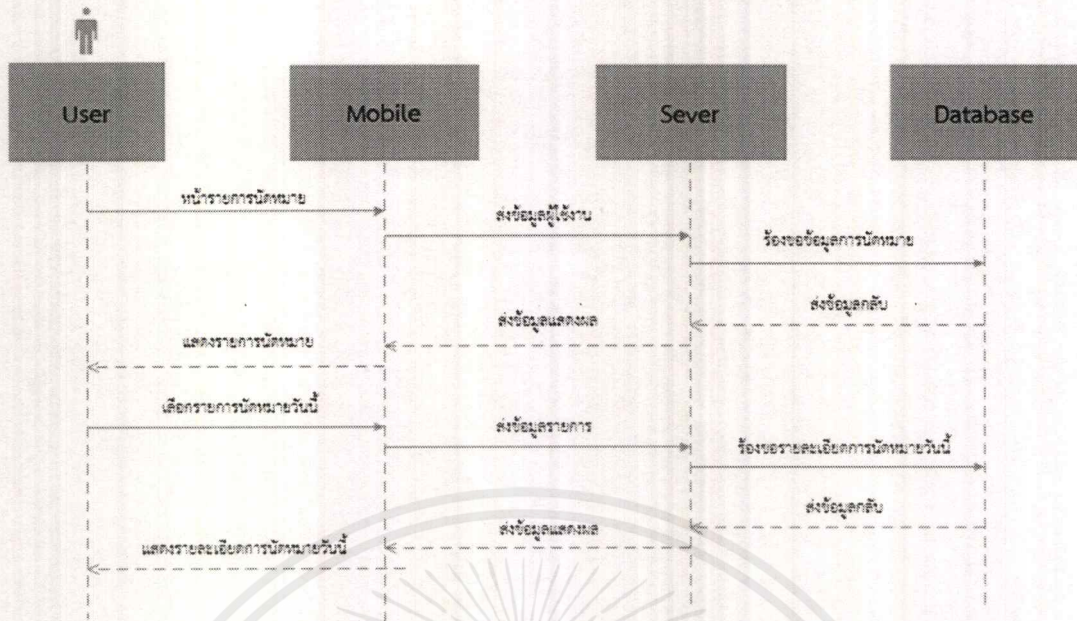 User
Mobile
Sever
Database
หน้ารายการนัดหมาย
ส่งข้อมูลผู้ใช้งาน
ร้องขอข้อมูลการนัดหมาย
ส่งข้อมูลกลับ
ส่งข้อมูลแสดงผล
แสดงรายการนัดหมาย
เลือกรายการนัดหมายวันนี้
ส่งข้อมูลรายการ
ร้องขอรายละเอียดการนัดหมายวันนี้
ส่งข้อมูลกลับ
ส่งข้อมูลแสดงผล
แสดงรายละเอียดการนัดหมายวันนี้